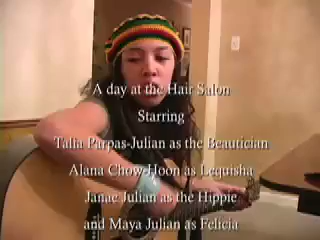 A day at the Hair Salon
Starring
Talia Parpas-Julian as the Beautician
Alana Chow-Hoon as Lequisha
Janae Julian as the Hippie
and Maya Julian as Felicia